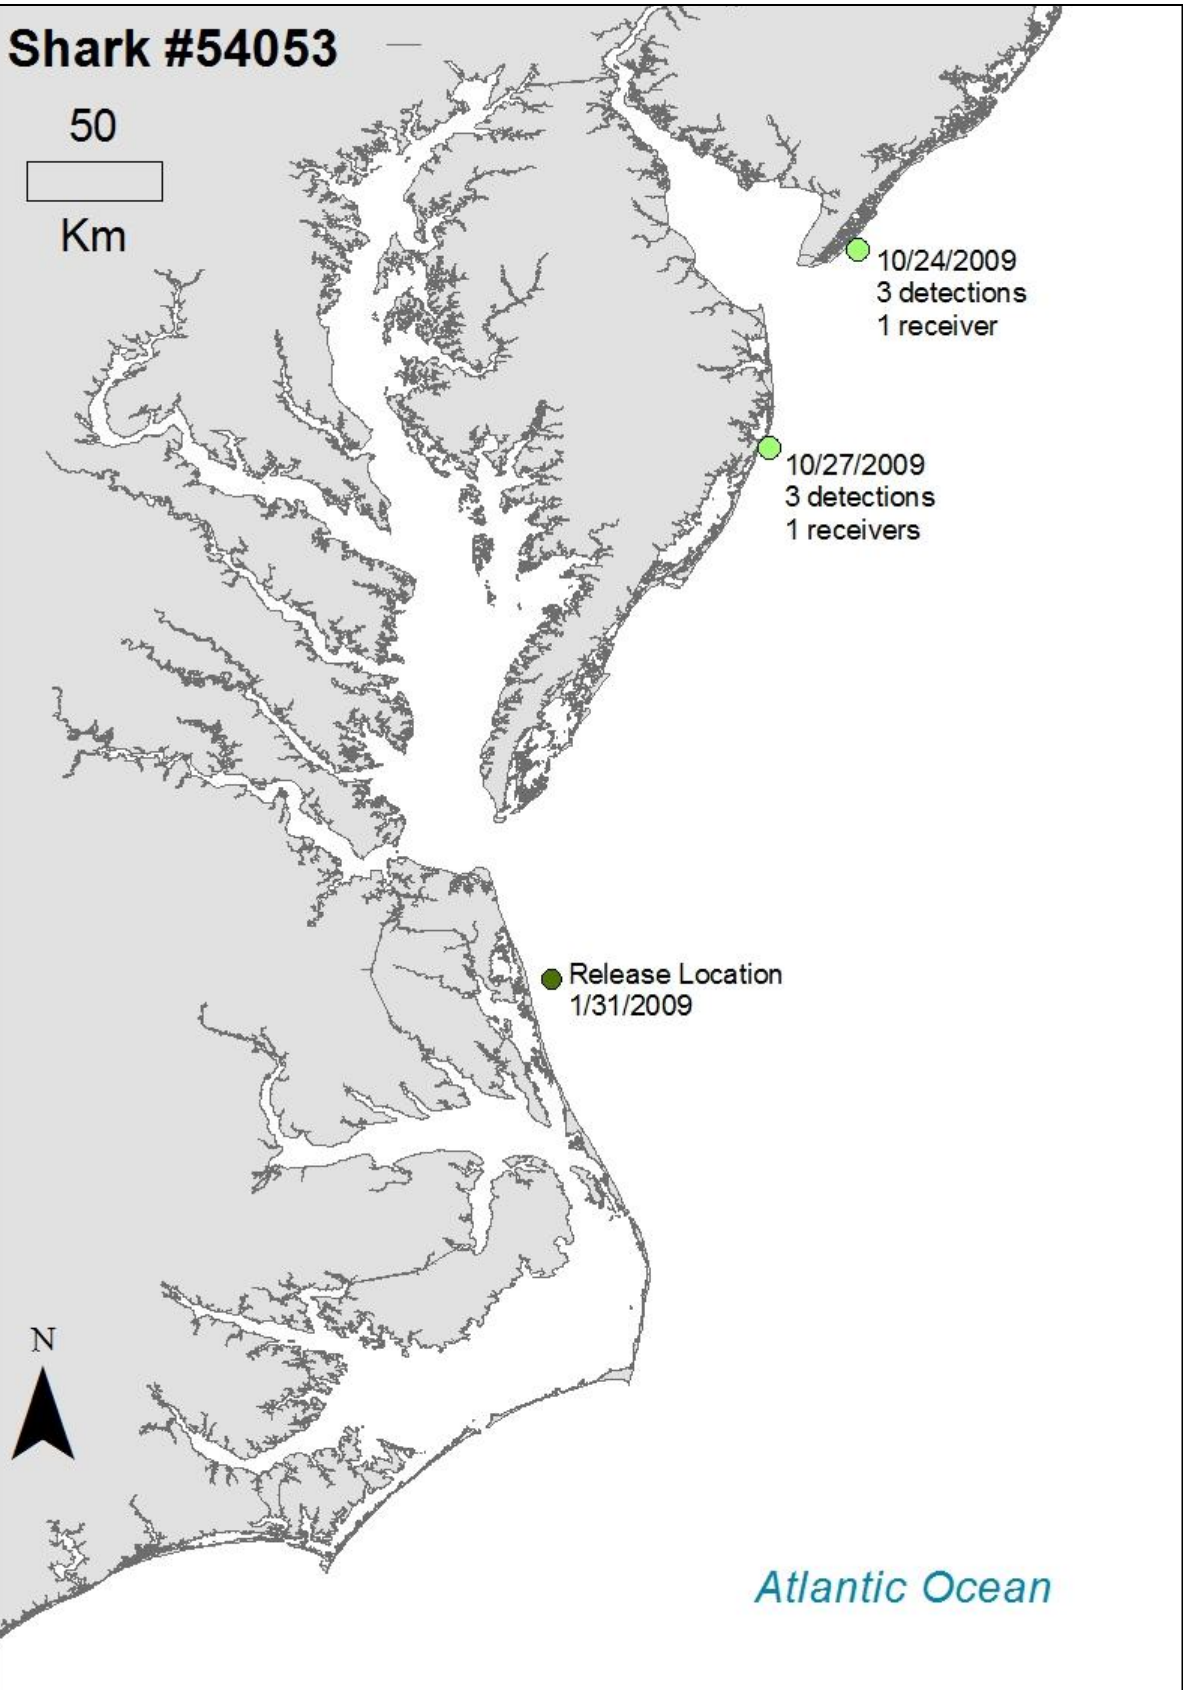 Shark #54053
50
Km
10/24/2009
3 detections
1 receiver
10/27/2009
3 detections
1 receivers
Release Location
1/31/2009
N
Atlantic Ocean